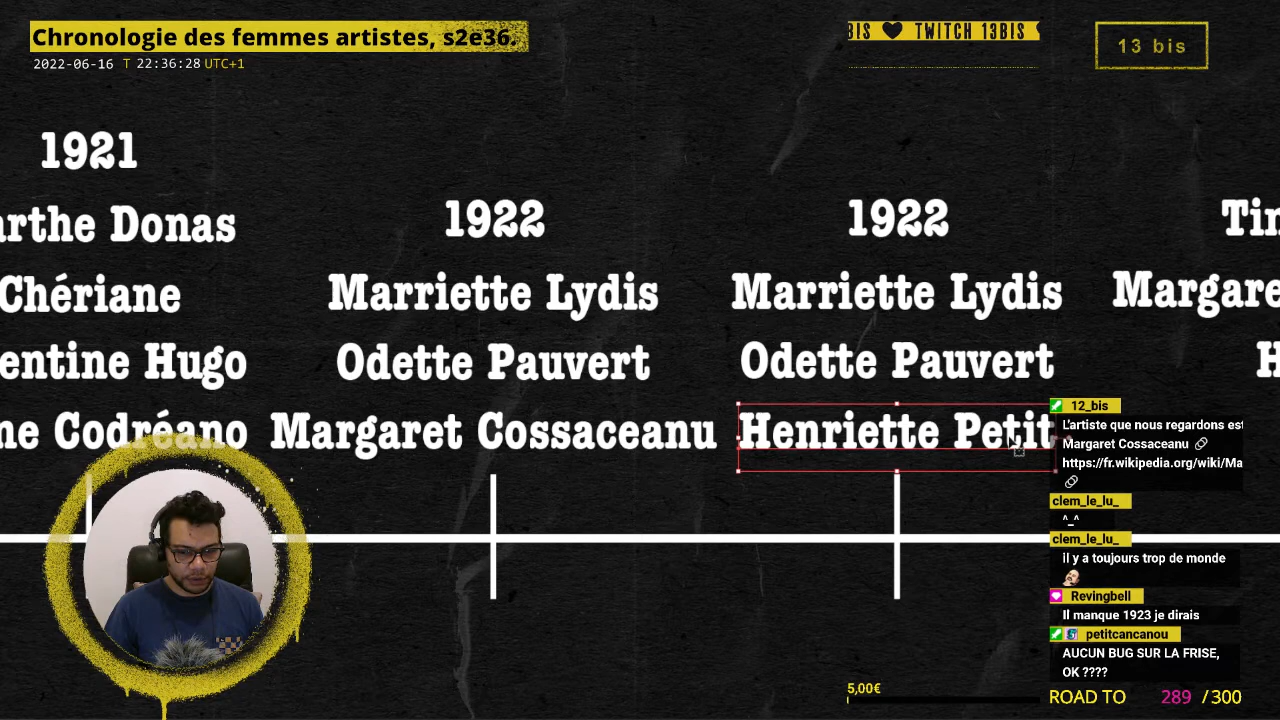 Chronologie des femmes artistes, s2e36.
2022-06-16 T 22:36:28 UTC+1
BIS ♥ TWITCH 13BIS
13 bis
1921
arthe Donas
Chériane
entine Hugo
ne Codréano
1922
Marriette Lydis
Odette Pauvert
Margaret Cossaceanu
1922
Marriette Lydis
Odette Pauvert
Henriette Petit
Tin
Margare
H
12_bis
L'artiste que nous regardons est
Margaret Cossaceanu
https://fr.wikipedia.org/wiki/Ma
clem_le_lu_
^_^
clem_le_lu_
il y a toujours trop de monde
Revingbell
Il manque 1923 je dirais
petitcancanou
AUCUN BUG SUR LA FRISE,
OK ????
5,00€
ROAD TO 289 / 300